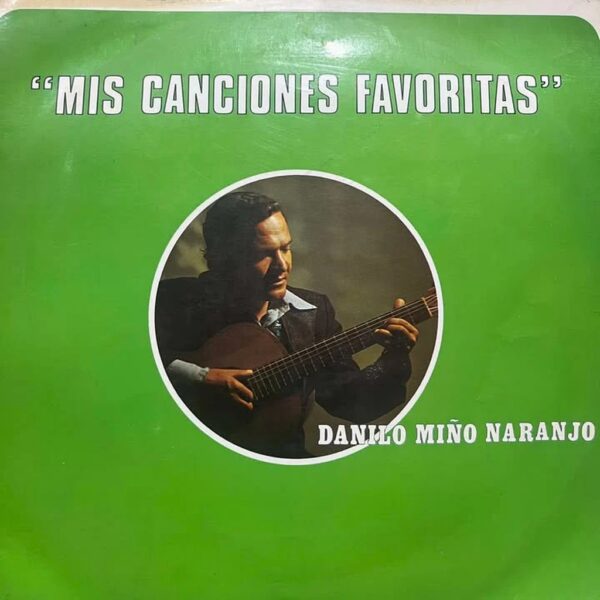 “MIS CANCIONES FAVORITAS”
DANILO MIÑO NARANJO